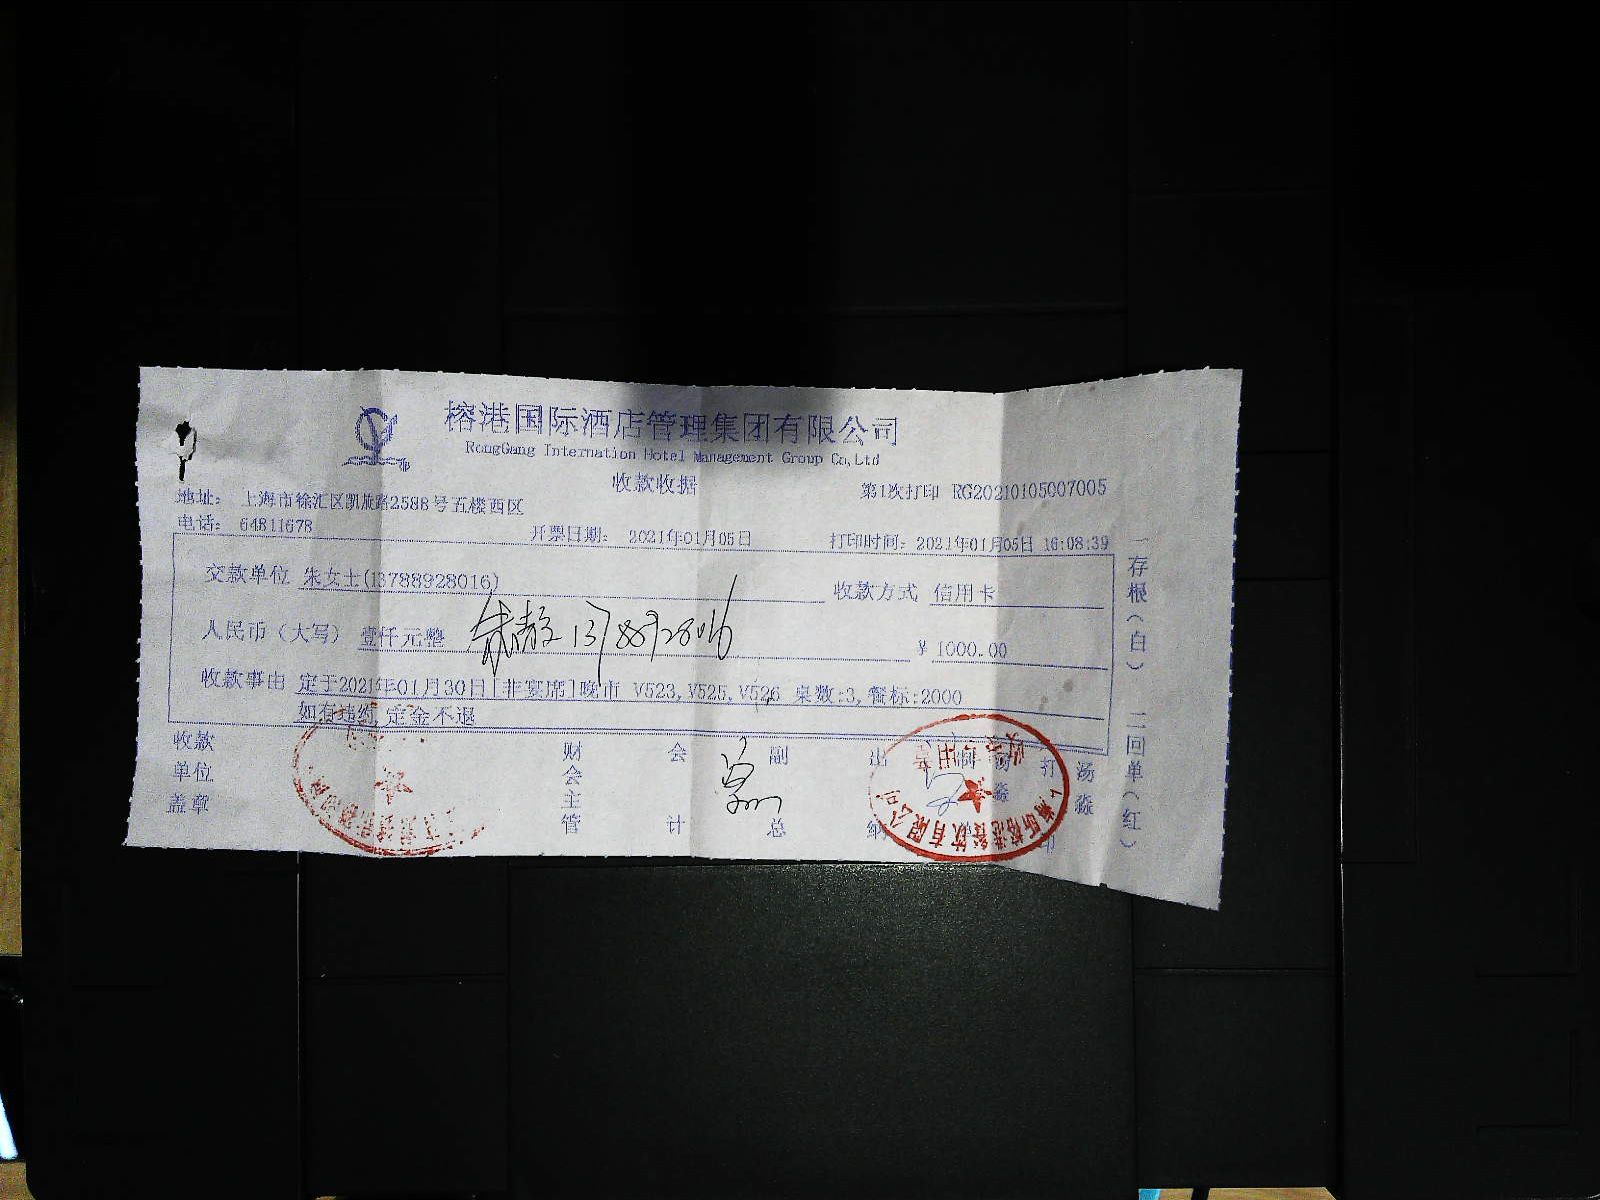 榕港国际酒店管理集团有限公司
RongGang International Hotel Management Group Co,Ltd
收款收据
第1次打印 RG20210105007005
地址： 上海市徐汇区凯旋路2588号五楼西区
电话： 64811678
开票日期： 2021年01月05日
打印时间：2021年01月05日 16:08:39
交款单位 朱女士(13788928016)
收款方式 信用卡
人民币（大写） 壹仟元整
13788928016
￥1000.00
收款事由 定于2021年01月30日[非宴席]晚市 V523,V525,V526 桌数:3,餐标:2000
如有违约,定金不退
收款单位盖章
财会主管
会计
副总
出纳
打印
汤淼
一存根（白） 二回单（红）